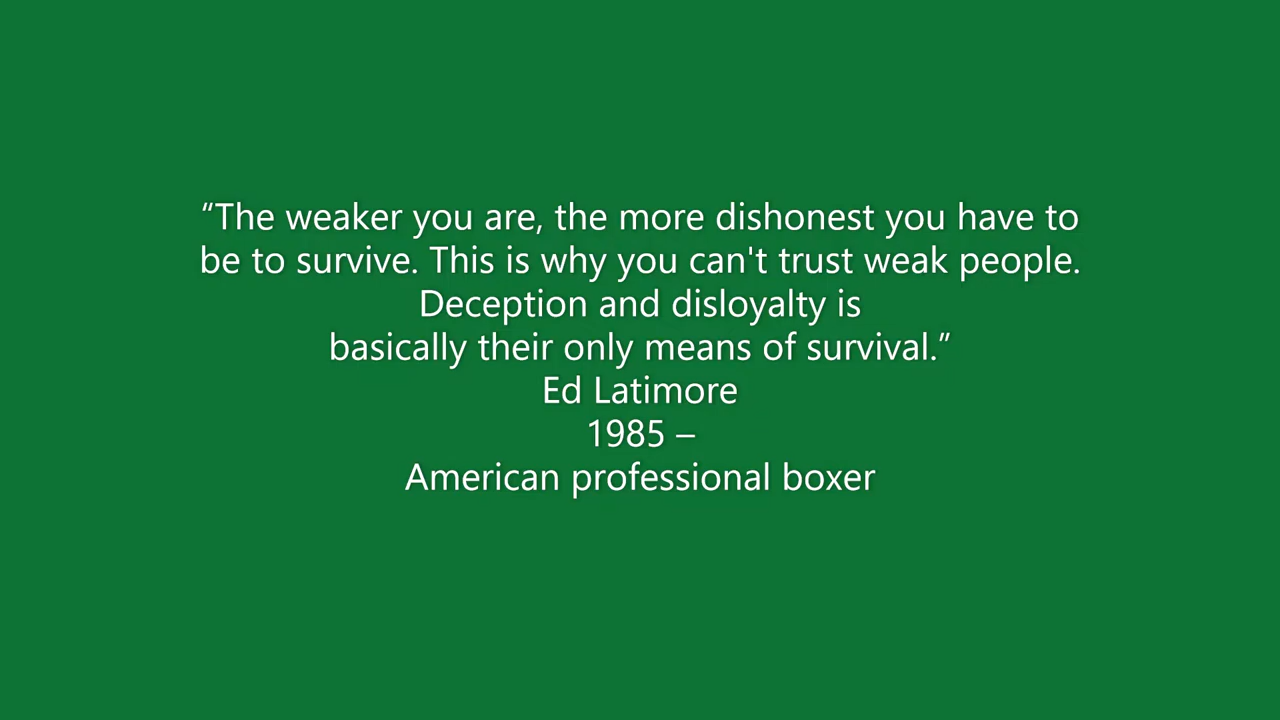 “The weaker you are, the more dishonest you have to
be to survive. This is why you can't trust weak people.
Deception and disloyalty is
basically their only means of survival.”
Ed Latimore
1985 –
American professional boxer